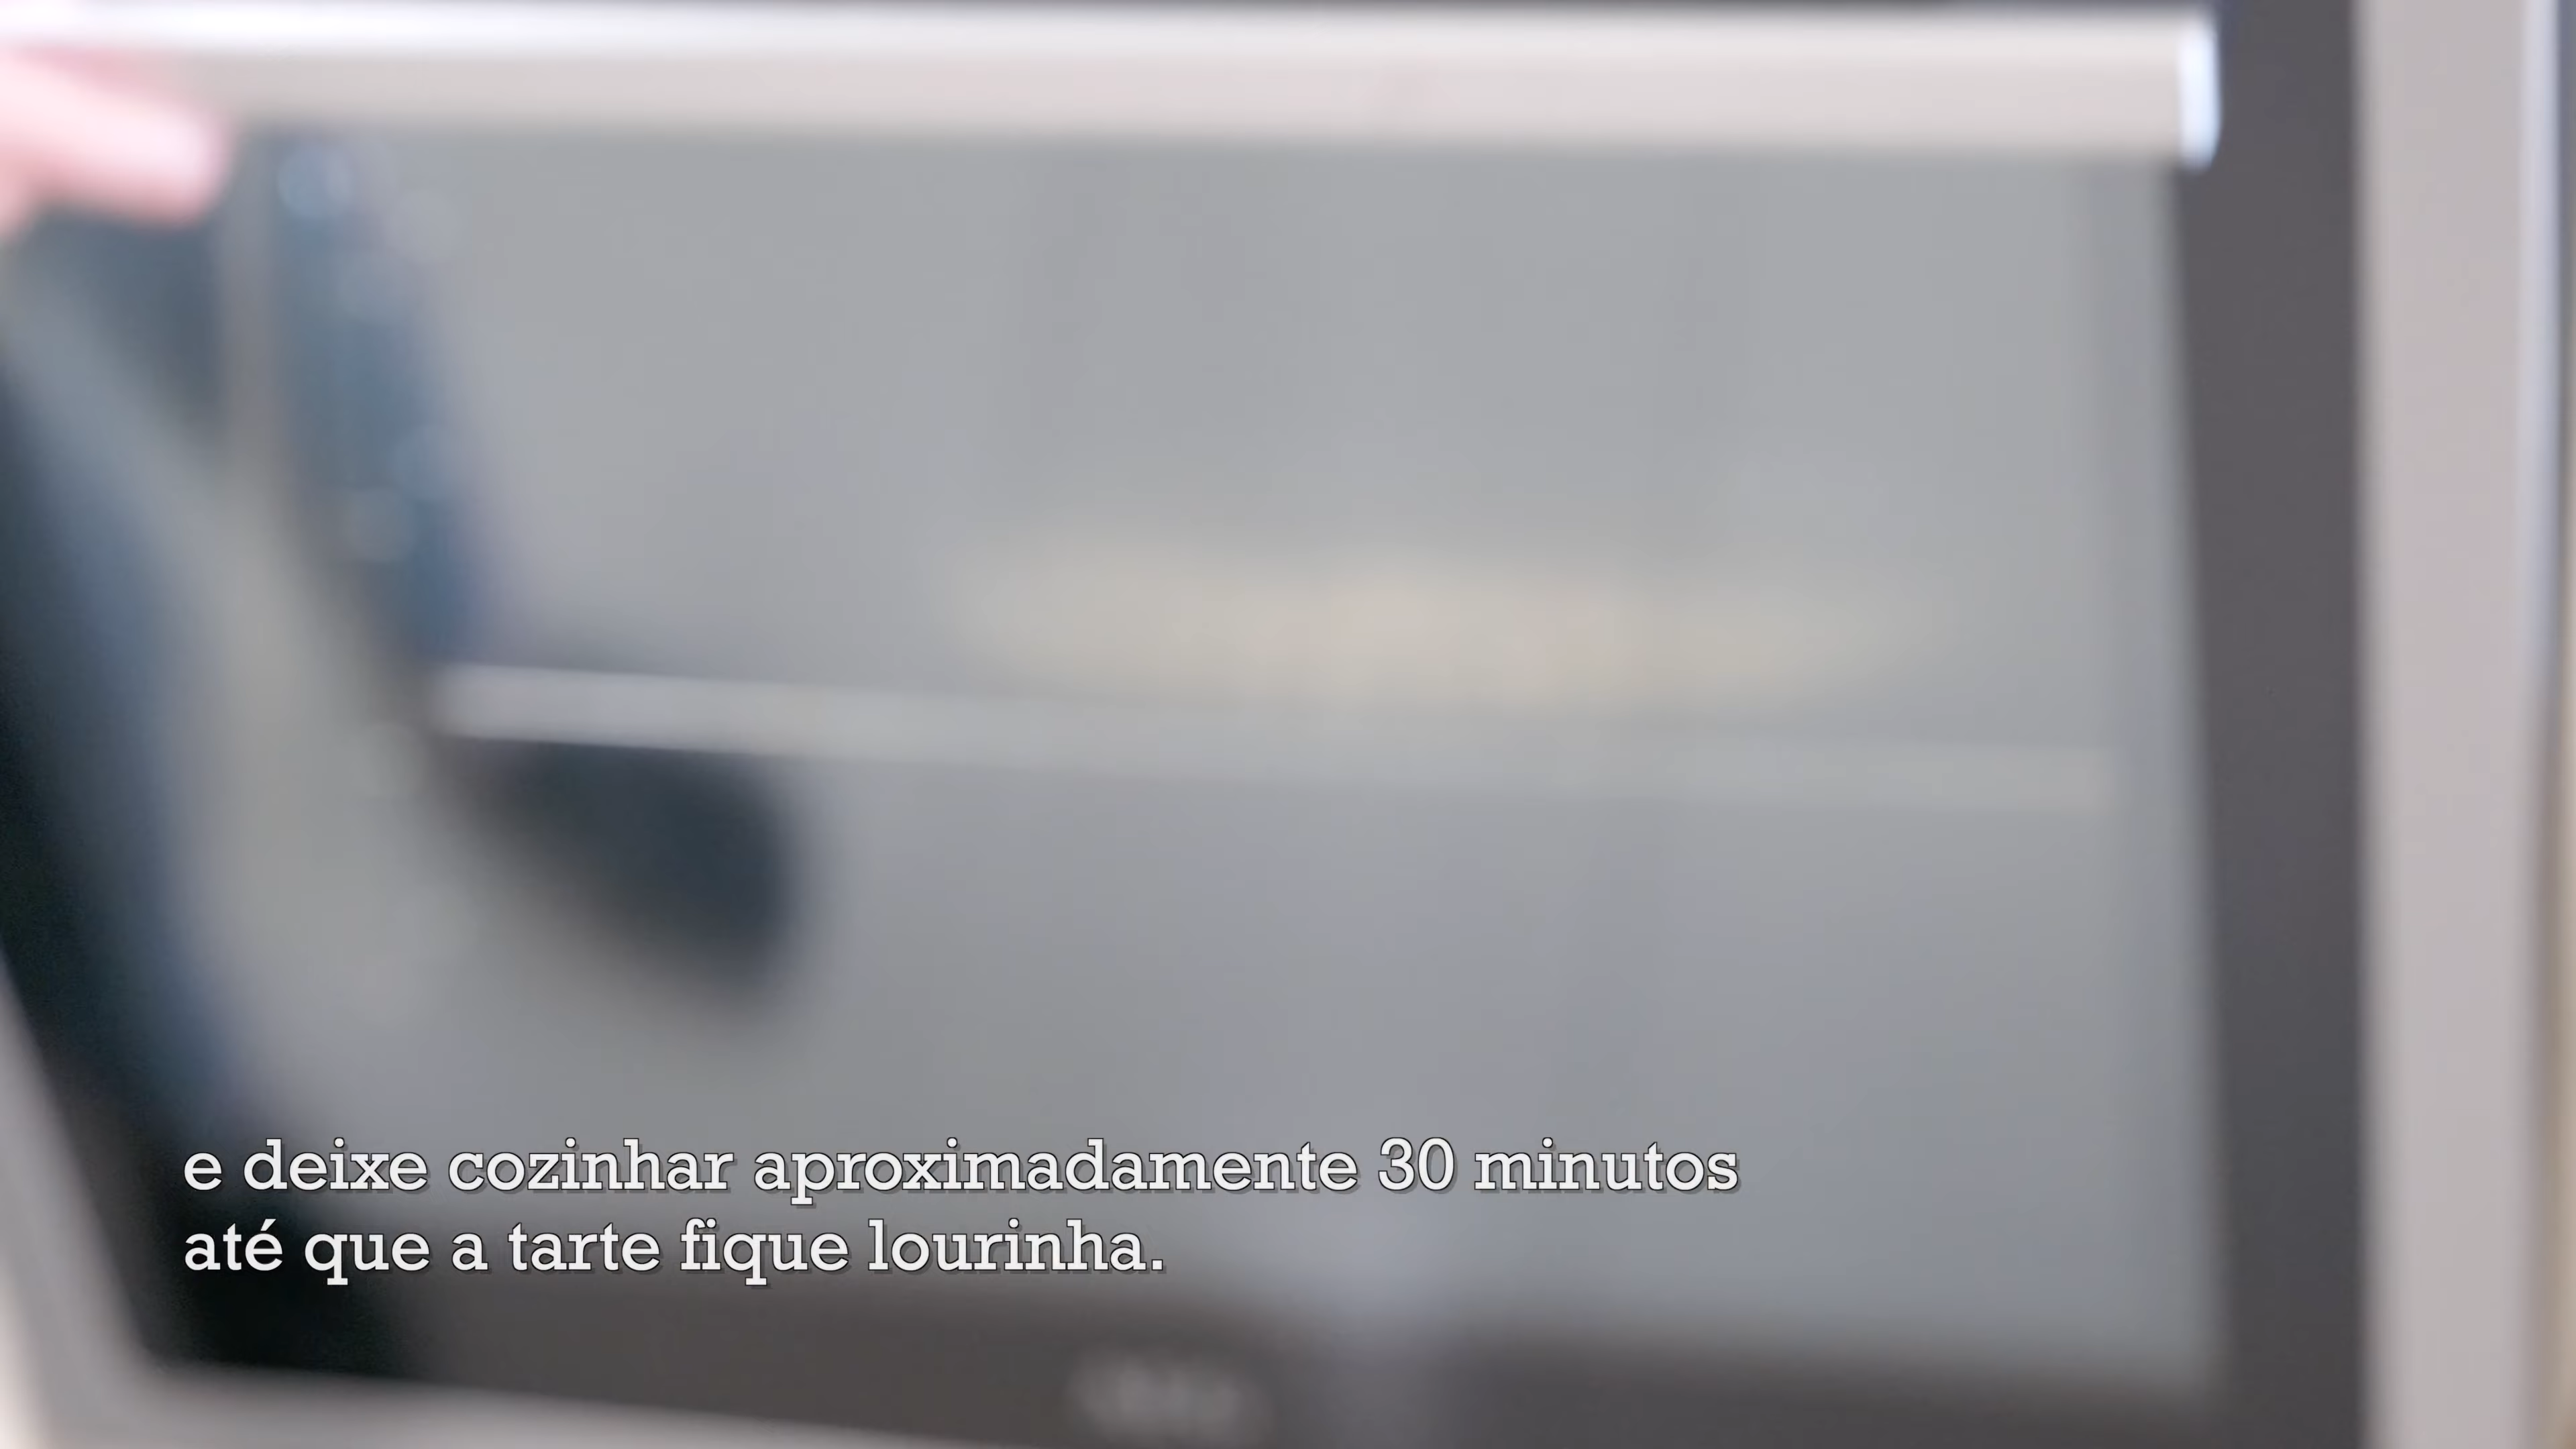 e deixe cozinhar aproximadamente 30 minutos
até que a tarte fique lourinha.